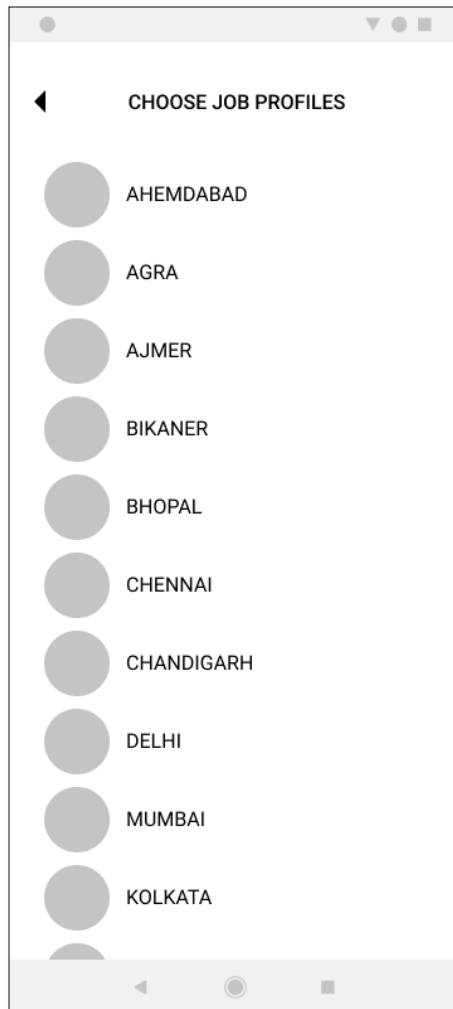 CHOOSE JOB PROFILES
AHEMDABAD
AGRA
AJMER
BIKANER
BHOPAL
CHENNAI
CHANDIGARH
DELHI
MUMBAI
KOLKATA